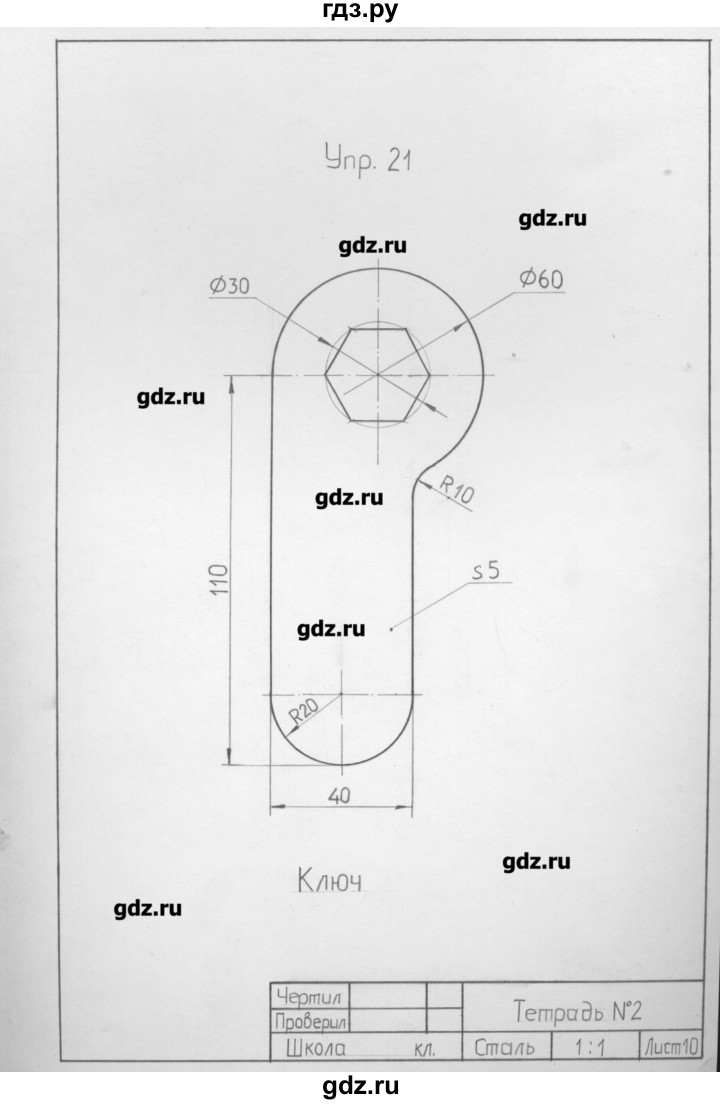 гдз.ру
Упр. 21
gdz.ru
gdz.ru
Ø30
Ø60
gdz.ru
gdz.ru
R10
110
s5
gdz.ru
R20
40
Ключ
gdz.ru
gdz.ru
Чертил
Проверил
Тетрадь №2
Школа кл. Сталь 1:1 Лист10
gdz.ru